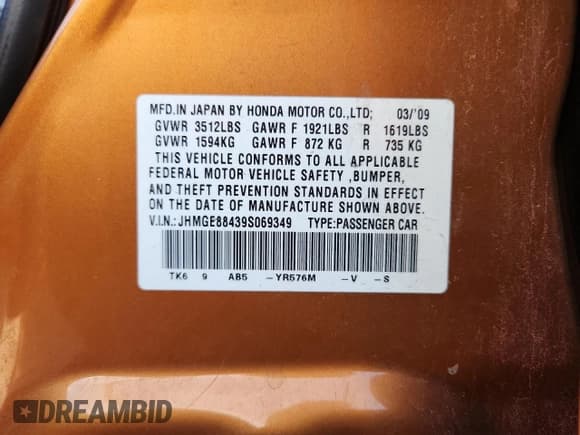 MFD.IN JAPAN BY HONDA MOTOR CO.,LTD; 03/'09
GVWR 3512LBS GAWR F 1921LBS R 1619LBS
GVWR 1594KG GAWR F 872 KG R 735 KG
THIS VEHICLE CONFORMS TO ALL APPLICABLE
FEDERAL MOTOR VEHICLE SAFETY ,BUMPER,
AND THEFT PREVENTION STANDARDS IN EFFECT
ON THE DATE OF MANUFACTURE SHOWN ABOVE.
V.I.N.:JHMGE88439S069349 TYPE:PASSENGER CAR
TK6 9 AB5 -YR576M -V -S
DREAMBID